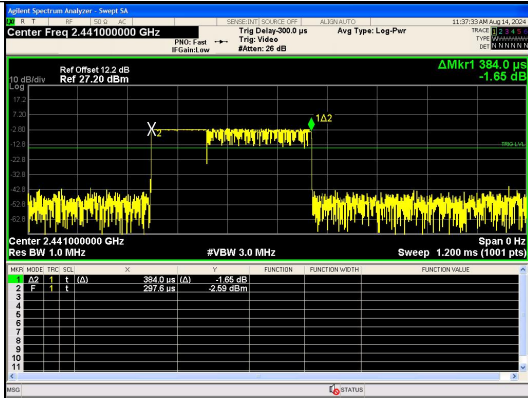 Agilent Spectrum Analyzer - Swept SA
R T RF 50 Ω AC SENSE:INT SOURCE OFF ALIGNAUTO 11:37:33 AM Aug 14, 2024
Center Freq 2.441000000 GHz Trig Delay-300.0 μs Avg Type: Log-Pwr TRACE 1 2 3 4 5 6
PNO: Fast Trig: Video TYPE
IFGain:Low #Atten: 26 dB DET N N N N N N
Ref Offset 12.2 dB ΔMkr1 384.0 μs
10 dB/div Ref 27.20 dBm -1.65 dB
Log
17.2
7.20
-2.80
-12.8
-22.8
-32.8
-42.8
-52.8
-62.8
X2
1Δ2
TRIG LVL
Center 2.441000000 GHz Span 0 Hz
Res BW 1.0 MHz #VBW 3.0 MHz Sweep 1.200 ms (1001 pts)
MKR MODE TRC SCL X Y FUNCTION FUNCTION WIDTH FUNCTION VALUE
1 Δ2 1 t (Δ) 384.0 μs (Δ) -1.65 dB
2 F 1 t 297.6 μs -2.59 dBm
3
4
5
6
7
8
9
10
11
MSG STATUS